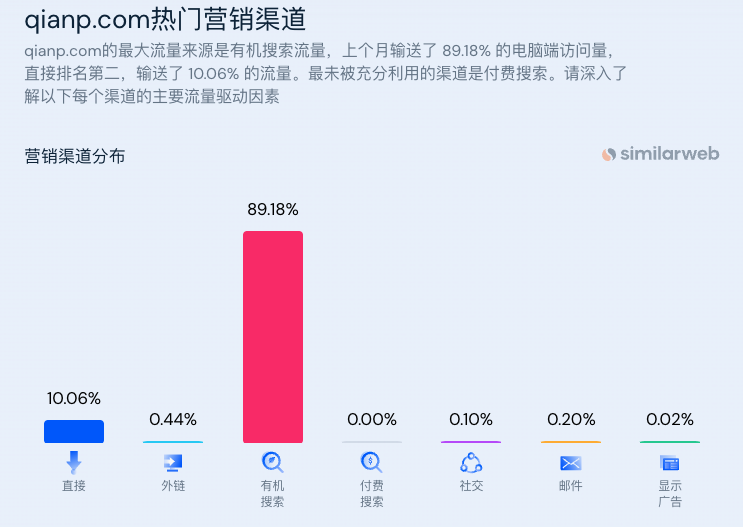 qianp.com热门营销渠道
qianp.com的最大流量来源是有机搜索流量，上个月输送了 89.18% 的电脑端访问量，
直接排名第二，输送了 10.06% 的流量。最未被充分利用的渠道是付费搜索。请深入了
解以下每个渠道的主要流量驱动因素
营销渠道分布
similarweb
89.18%
10.06%
0.44%
0.00%
0.10%
0.20%
0.02%
直接
外链
有机
搜索
付费
搜索
社交
邮件
显示
广告